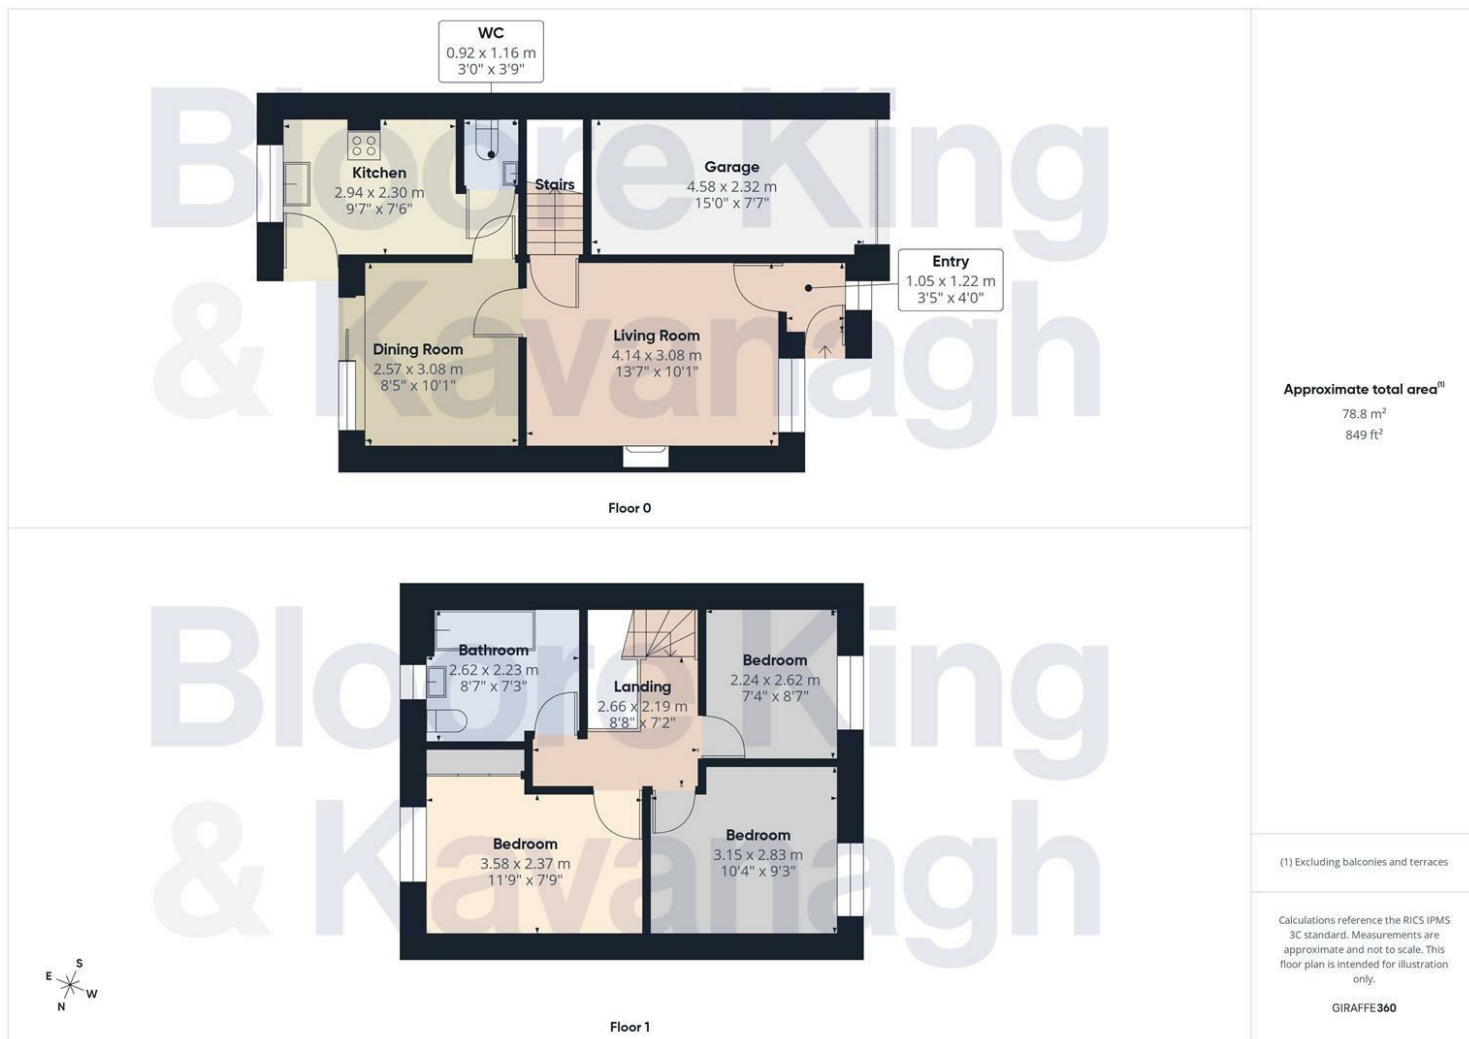 WC
0.92 x 1.16 m
3'0" x 3'9"
Kitchen
2.94 x 2.30 m
9'7" x 7'6"
Stairs
Garage
4.58 x 2.32 m
15'0" x 7'7"
Entry
1.05 x 1.22 m
3'5" x 4'0"
Dining Room
2.57 x 3.08 m
8'5" x 10'1"
Living Room
4.14 x 3.08 m
13'7" x 10'1"
Bloore King
& Kavanagh
Floor 0
Bathroom
2.62 x 2.23 m
8'7" x 7'3"
Landing
2.66 x 2.19 m
8'8" x 7'2"
Bedroom
2.24 x 2.62 m
7'4" x 8'7"
Bedroom
3.58 x 2.37 m
11'9" x 7'9"
Bedroom
3.15 x 2.83 m
10'4" x 9'3"
Bloore King
& Kavanagh
S
E
W
N
Floor 1
Approximate total area(1)
78.8 m²
849 ft²
(1) Excluding balconies and terraces
Calculations reference the RICS IPMS
3C standard. Measurements are
approximate and not to scale. This
floor plan is intended for illustration
only.
GIRAFFE360